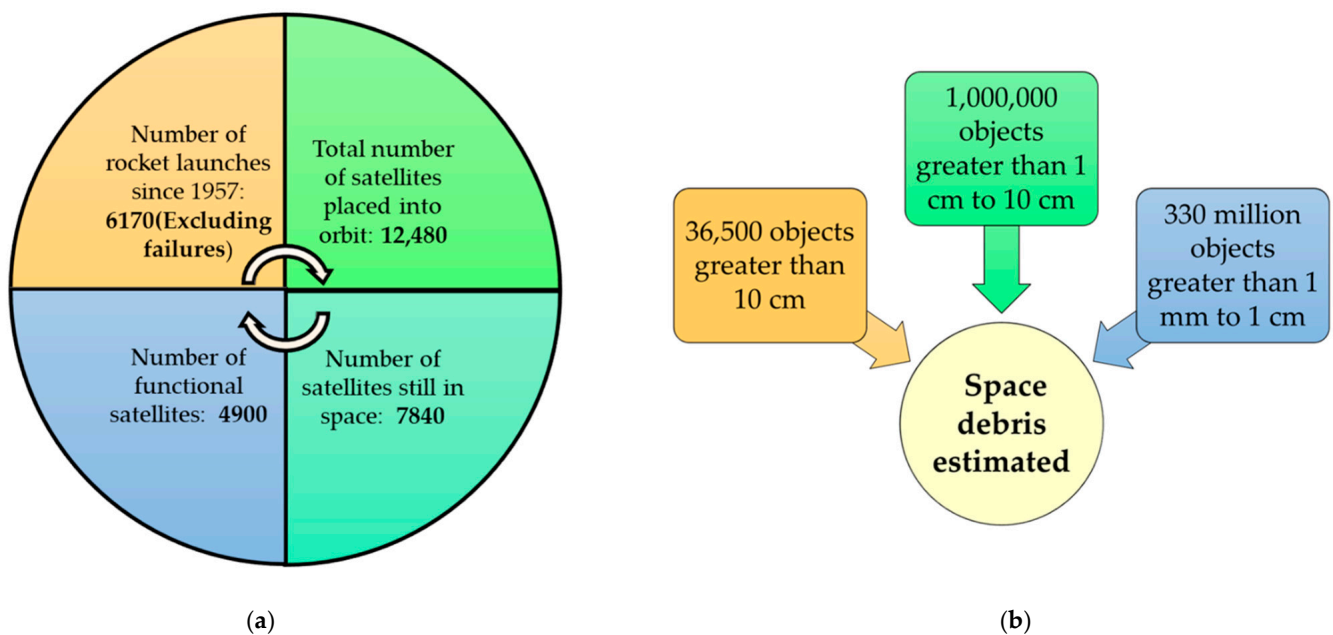 Number of
rocket launches
since 1957:
6170(Excluding
failures)
Total number
of satellites
placed into
orbit: 12,480
Number of
functional
satellites: 4900
Number of
satellites still in
space: 7840
(a)
36,500 objects
greater than
10 cm
1,000,000
objects
greater than 1
cm to 10 cm
330 million
objects
greater than 1
mm to 1 cm
Space
debris
estimated
(b)